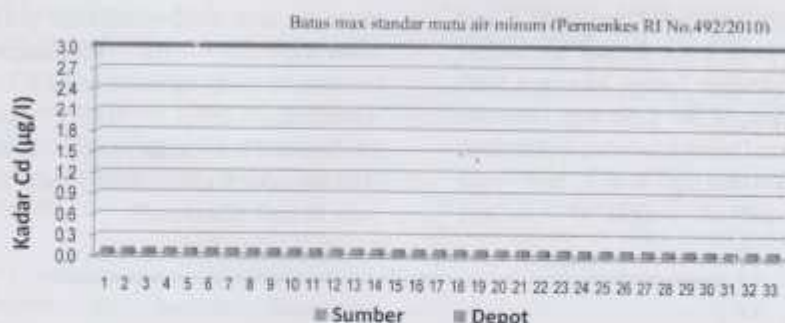 Batas max standar mutu air minum (Permenkes RI No.492/2010)
Kadar Cd (µg/l)
3.0
2.7
2.4
2.1
1.8
1.5
1.2
0.9
0.6
0.3
0.0
1 2 3 4 5 6 7 8 9 10 11 12 13 14 15 16 17 18 19 20 21 22 23 24 25 26 27 28 29 30 31 32 33
Sumber Depot